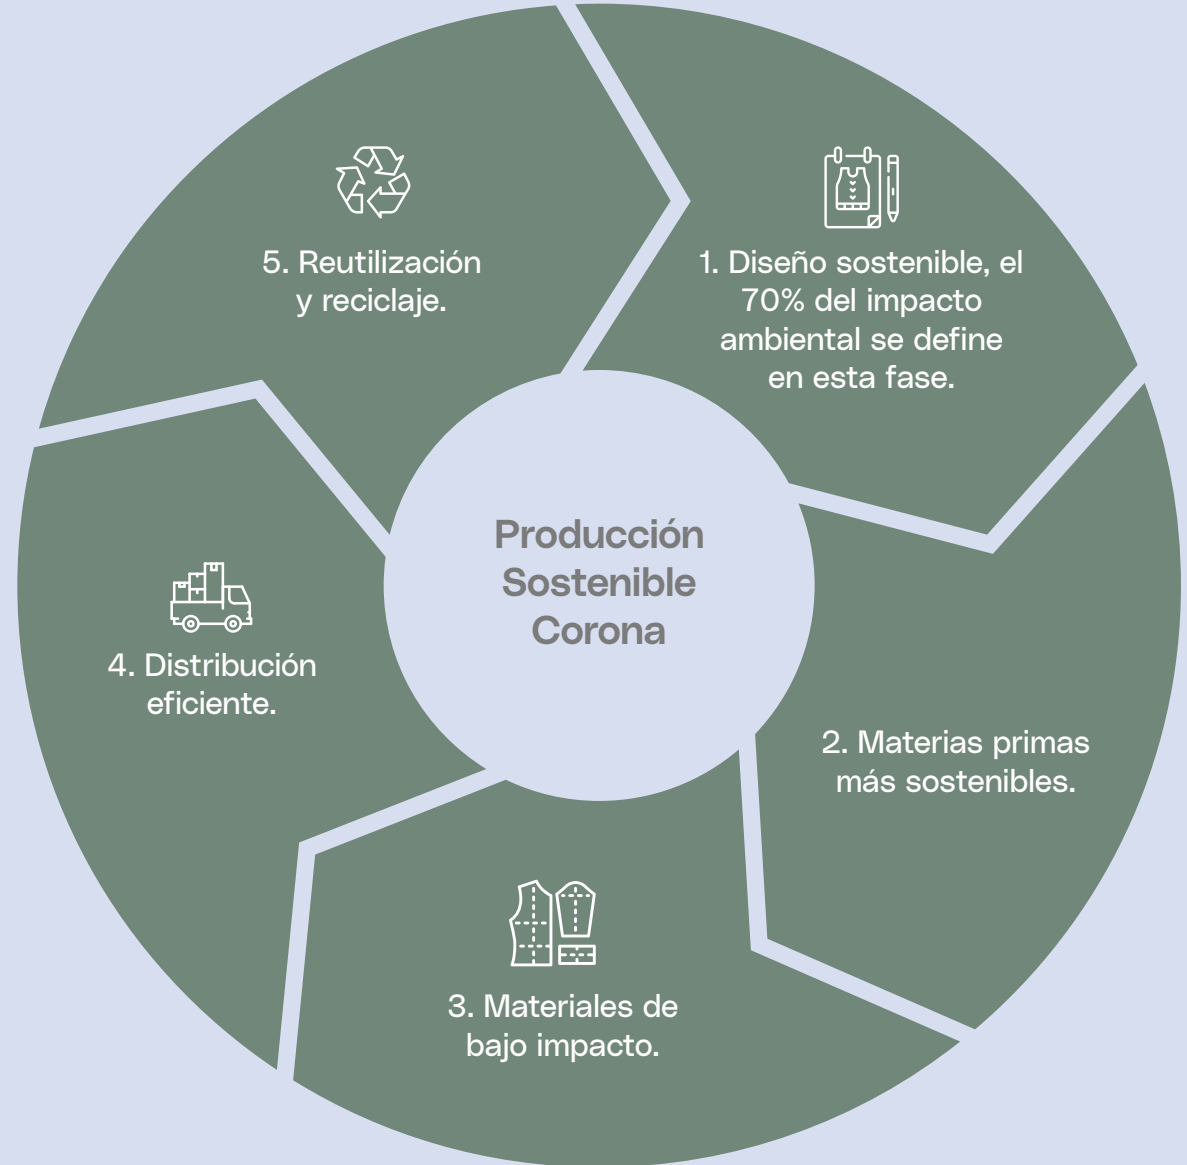 1. Diseño sostenible, el
70% del impacto
ambiental se define
en esta fase.
2. Materias primas
más sostenibles.
3. Materiales de
bajo impacto.
4. Distribución
eficiente.
5. Reutilización
y reciclaje.
Producción
Sostenible
Corona